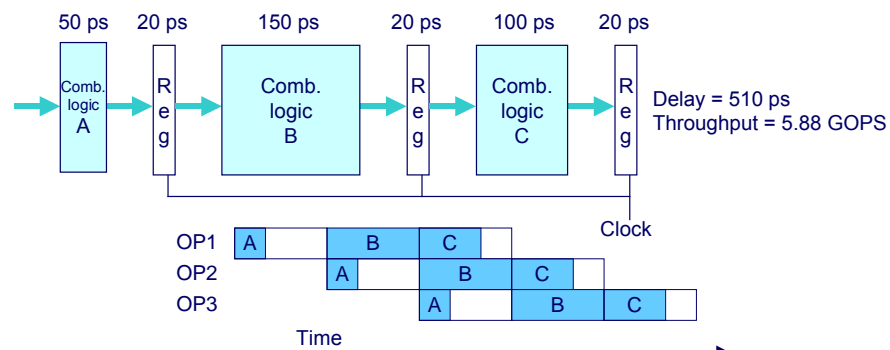 50 ps 20 ps 150 ps 20 ps 100 ps 20 ps
Comb.
logic
A
R
e
g
Comb.
logic
B
R
e
g
Comb.
logic
C
R
e
g
Delay = 510 ps
Throughput = 5.88 GOPS
Clock
OP1 A B C
OP2 A B C
OP3 A B C
Time